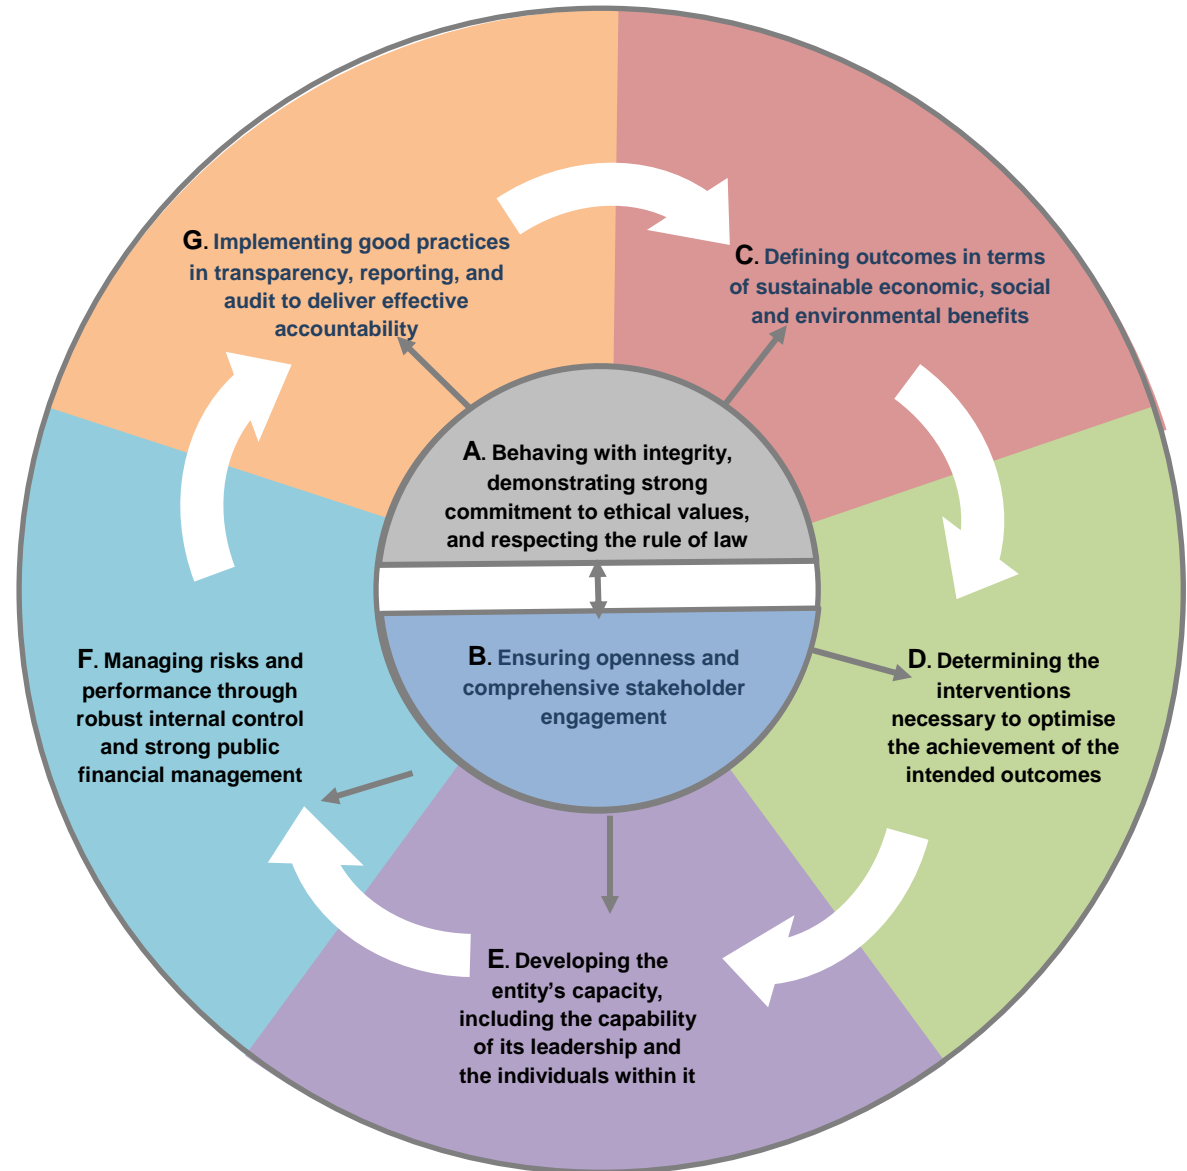 G. Implementing good practices
in transparency, reporting, and
audit to deliver effective
accountability
C. Defining outcomes in terms
of sustainable economic, social
and environmental benefits
A. Behaving with integrity,
demonstrating strong
commitment to ethical values,
and respecting the rule of law
B. Ensuring openness and
comprehensive stakeholder
engagement
F. Managing risks and
performance through
robust internal control
and strong public
financial management
D. Determining the
interventions
necessary to optimise
the achievement of the
intended outcomes
E. Developing the
entity’s capacity,
including the capability
of its leadership and
the individuals within it